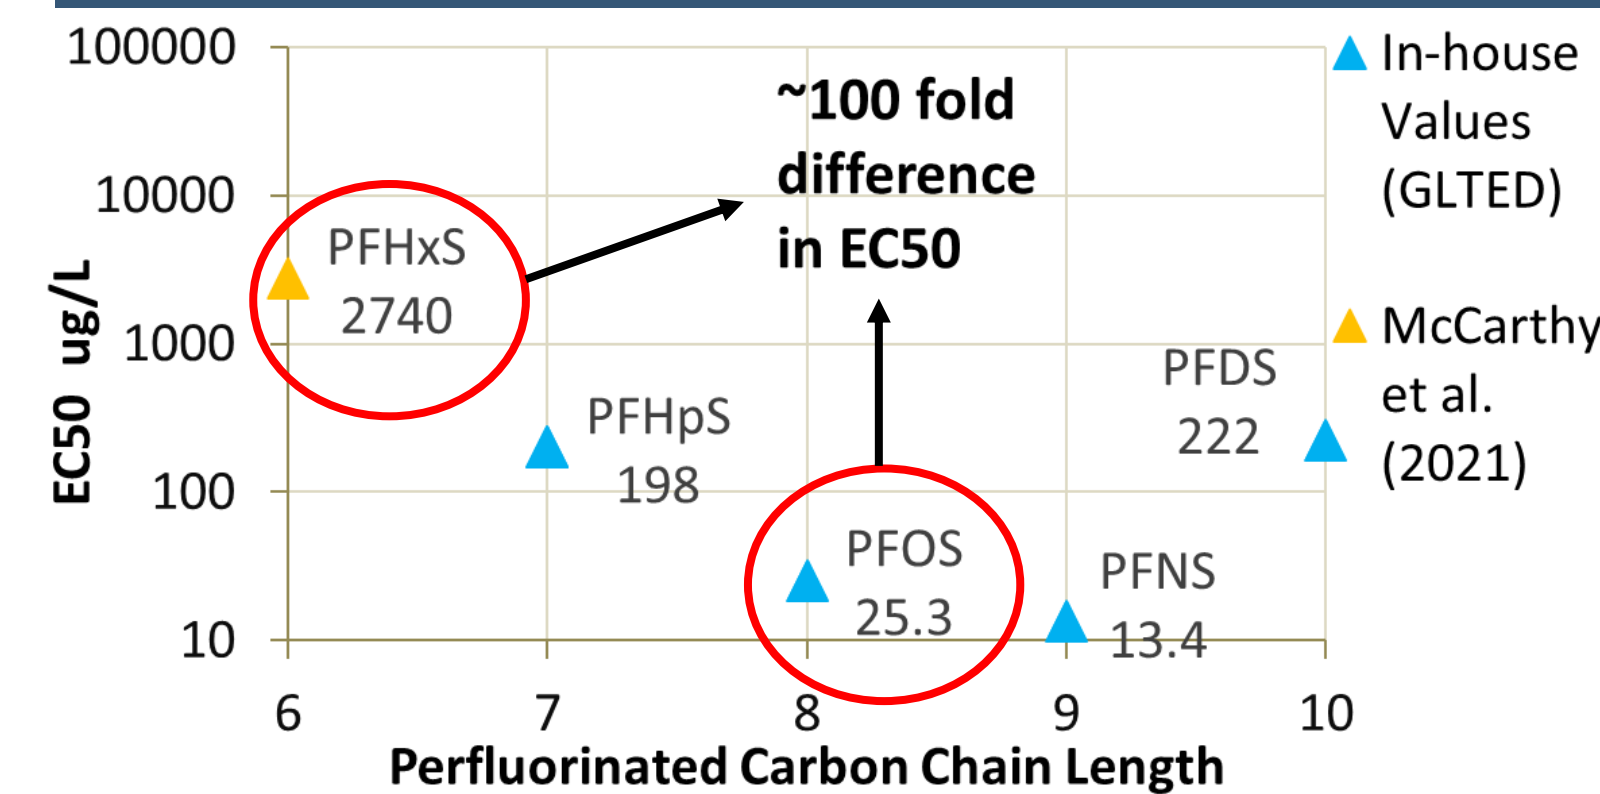 100000
10000
1000
100
10
EC50 ug/L
~100 fold
difference
in EC50
PFHxS
2740
PFHpS
198
PFOS
25.3
PFNS
13.4
PFDS
222
6 7 8 9 10
Perfluorinated Carbon Chain Length
In-house
Values
(GLTED)
McCarthy
et al.
(2021)